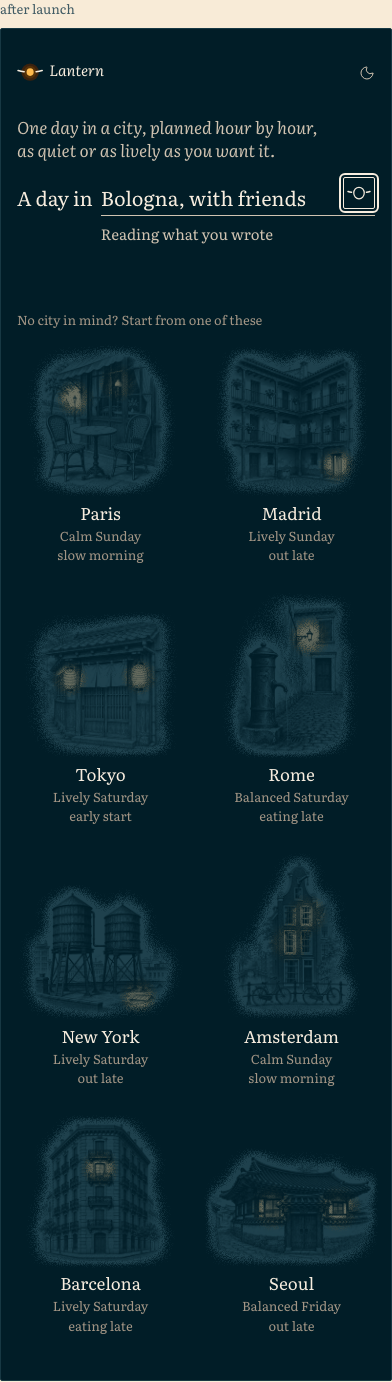 after launch
Lantern
One day in a city, planned hour by hour,
as quiet or as lively as you want it.
A day in Bologna, with friends
Reading what you wrote
No city in mind? Start from one of these
Paris
Calm Sunday
slow morning
Madrid
Lively Sunday
out late
Tokyo
Lively Saturday
early start
Rome
Balanced Saturday
eating late
New York
Lively Saturday
out late
Amsterdam
Calm Sunday
slow morning
Barcelona
Lively Saturday
eating late
Seoul
Balanced Friday
out late